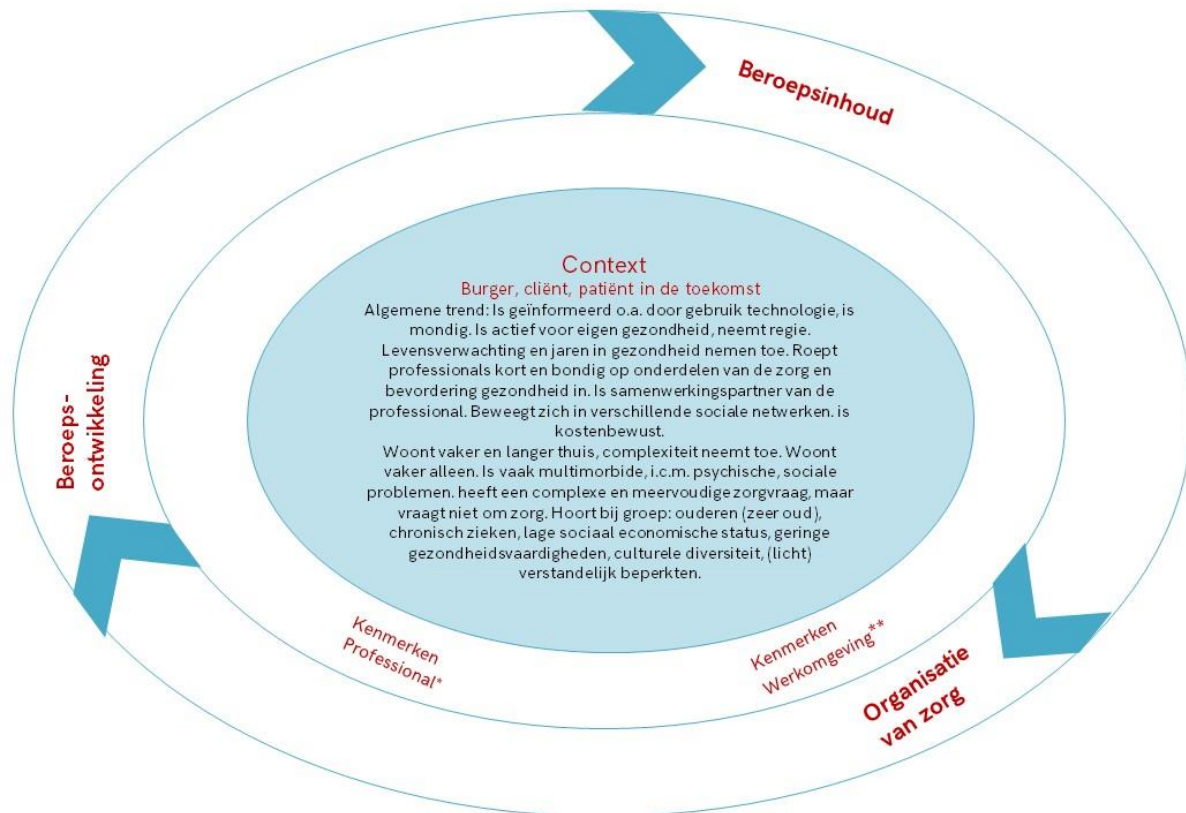 Beroepsinhoud
Context
Burger, cliënt, patiënt in de toekomst
Algemene trend: Is geïnformeerd o.a. door gebruik technologie, is
mondig. Is actief voor eigen gezondheid, neemt regie.
Levensverwachting en jaren in gezondheid nemen toe. Roept
professionals kort en bondig op onderdelen van de zorg en
bevordering gezondheid in. Is samenwerkingspartner van de
professional. Beweegt zich in verschillende sociale netwerken. is
kostenbewust.
Woont vaker en langer thuis, complexiteit neemt toe. Woont
vaker alleen. Is vaak multimorbide, i.c.m. psychische, sociale
problemen. heeft een complexe en meervoudige zorgvraag, maar
vraagt niet om zorg. Hoort bij groep: ouderen (zeer oud),
chronisch zieken, lage sociaal economische status, geringe
gezondheidsvaardigheden, culturele diversiteit, (licht)
verstandelijk beperkten.
Beroeps-
ontwikkeling
Kenmerken
Professional*
Kenmerken
Werkomgeving**
Organisatie
van zorg